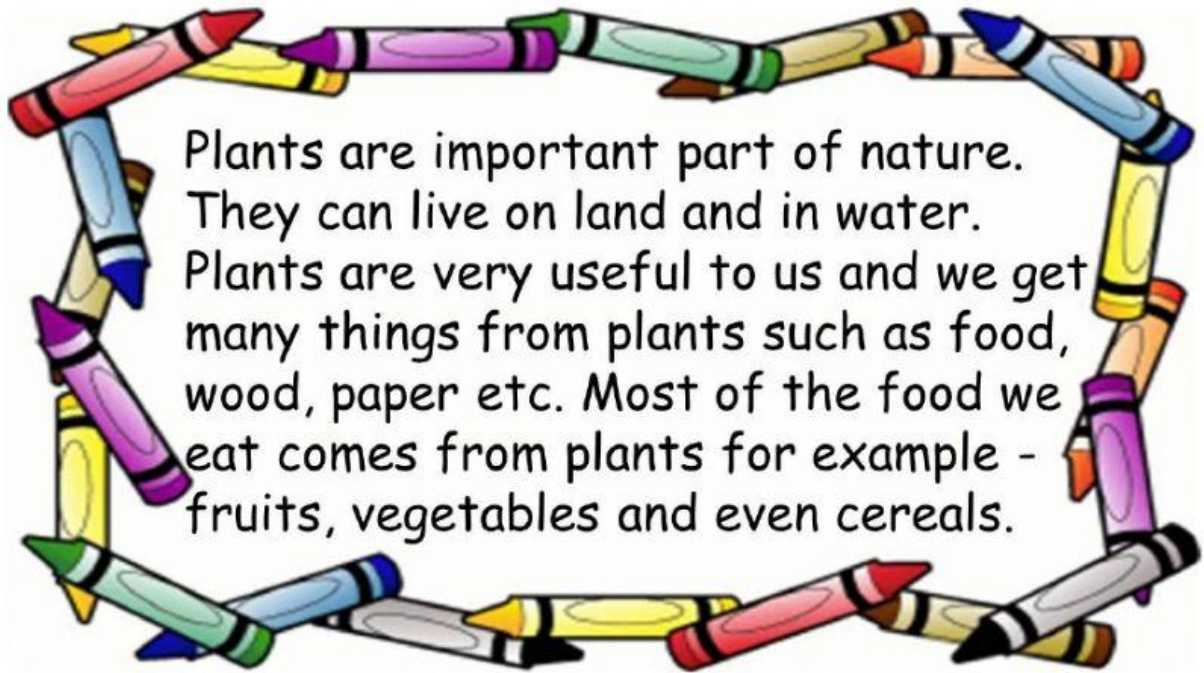 Plants are important part of nature.
They can live on land and in water.
Plants are very useful to us and we get
many things from plants such as food,
wood, paper etc. Most of the food we
eat comes from plants for example -
fruits, vegetables and even cereals.